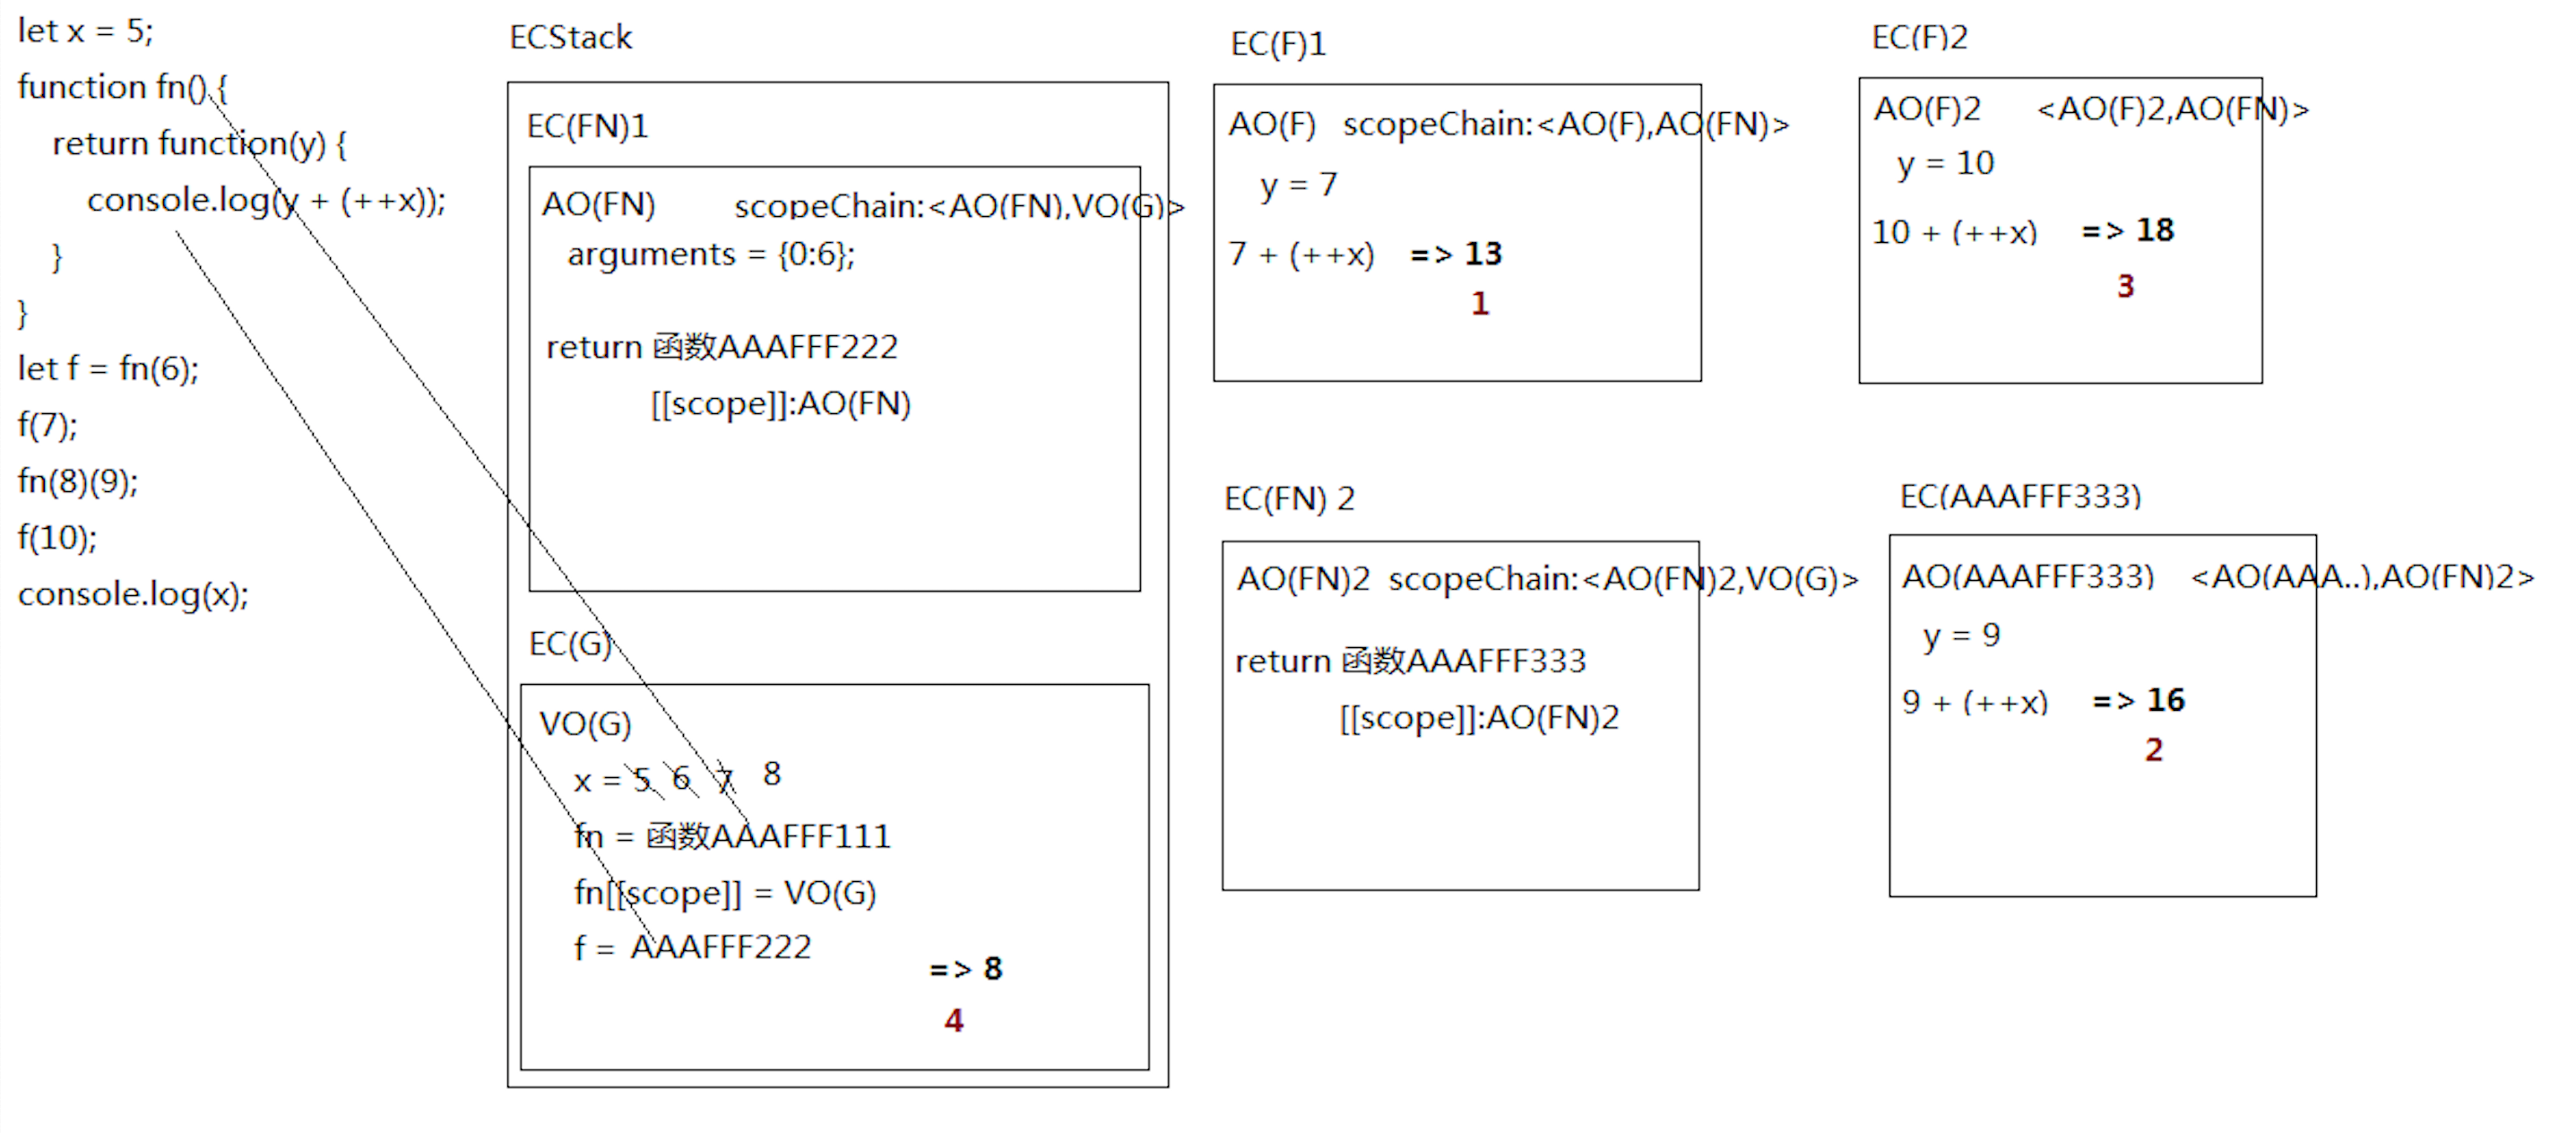 let x = 5;
function fn() {
return function(y) {
console.log(y + (++x));
}
}
let f = fn(6);
f(7);
fn(8)(9);
f(10);
console.log(x);
ECStack
EC(FN)1
AO(FN) scopeChain:<AO(FN),VO(G)>
arguments = {0:6};
return 函数AAAFFF222
[[scope]]:AO(FN)
EC(G)
VO(G)
x = 5 6 7 8
fn = 函数AAAFFF111
fn[[scope]] = VO(G)
f = AAAFFF222
=> 8
4
EC(F)1
AO(F) scopeChain:<AO(F),AO(FN)>
y = 7
7 + (++x) => 13
1
EC(F)2
AO(F)2 <AO(F)2,AO(FN)>
y = 10
10 + (++x) => 18
3
EC(FN) 2
AO(FN)2 scopeChain:<AO(FN)2,VO(G)>
return 函数AAAFFF333
[[scope]]:AO(FN)2
EC(AAAFFF333)
AO(AAAFFF333) <AO(AAA..),AO(FN)2>
y = 9
9 + (++x) => 16
2